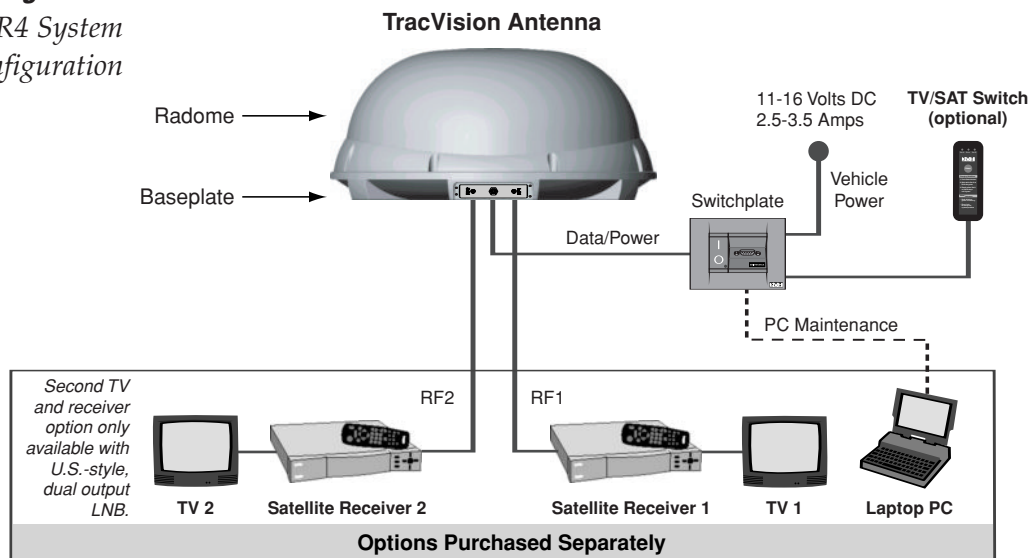 R4 System
TracVision Antenna
Radome
Baseplate
11-16 Volts DC
2.5-3.5 Amps
TV/SAT Switch
(optional)
Vehicle
Power
Switchplate
Data/Power
PC Maintenance
Second TV
and receiver
option only
available with
U.S.-style,
dual output
LNB.
RF2
RF1
TV 2
Satellite Receiver 2
Satellite Receiver 1
TV 1
Laptop PC
Options Purchased Separately